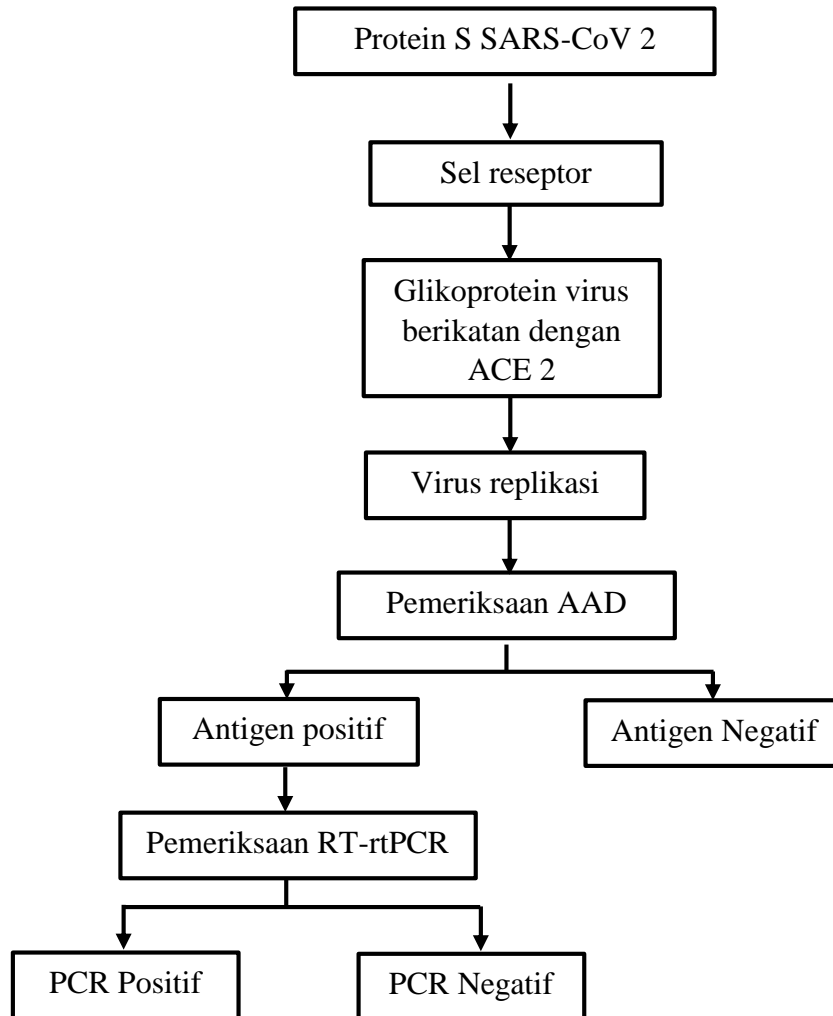 Protein S SARS-CoV 2
Sel reseptor
Glikoprotein virus
berikatan dengan
ACE 2
Virus replikasi
Pemeriksaan AAD
Antigen positif
Antigen Negatif
Pemeriksaan RT-rtPCR
PCR Positif
PCR Negatif